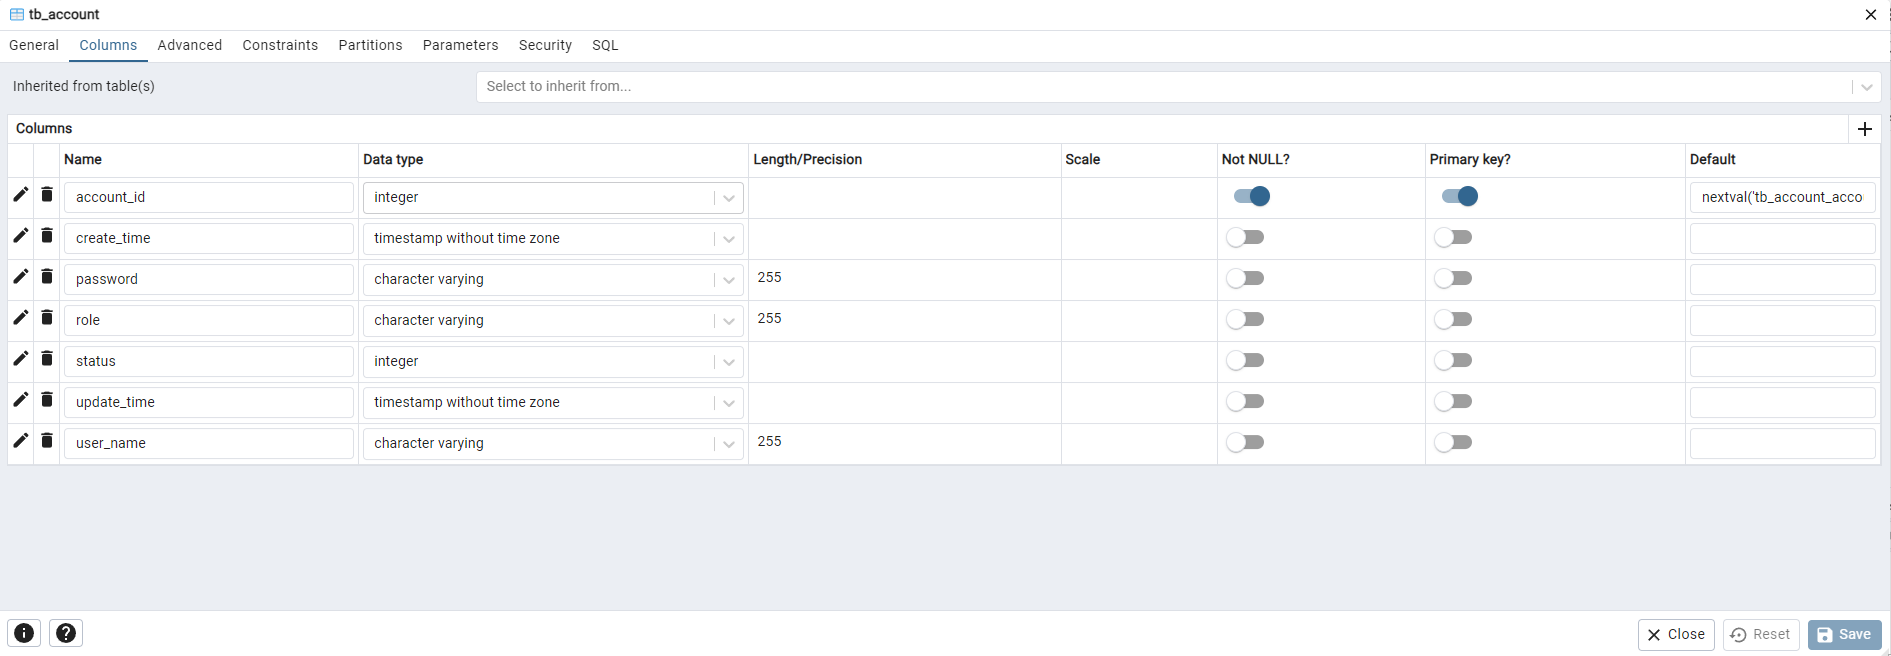 tb_account
General Columns Advanced Constraints Partitions Parameters Security SQL
Inherited from table(s) Select to inherit from...
Columns
Name Data type Length/Precision Scale Not NULL? Primary key? Default
account_id integer nextval('tb_account_acco
create_time timestamp without time zone
password character varying 255
role character varying 255
status integer
update_time timestamp without time zone
user_name character varying 255
Close Reset Save